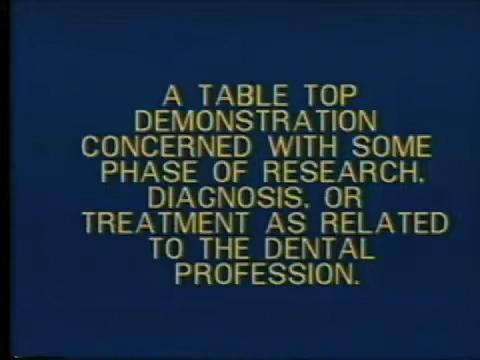 A TABLE TOP
DEMONSTRATION
CONCERNED WITH SOME
PHASE OF RESEARCH,
DIAGNOSIS, OR
TREATMENT AS RELATED
TO THE DENTAL
PROFESSION.